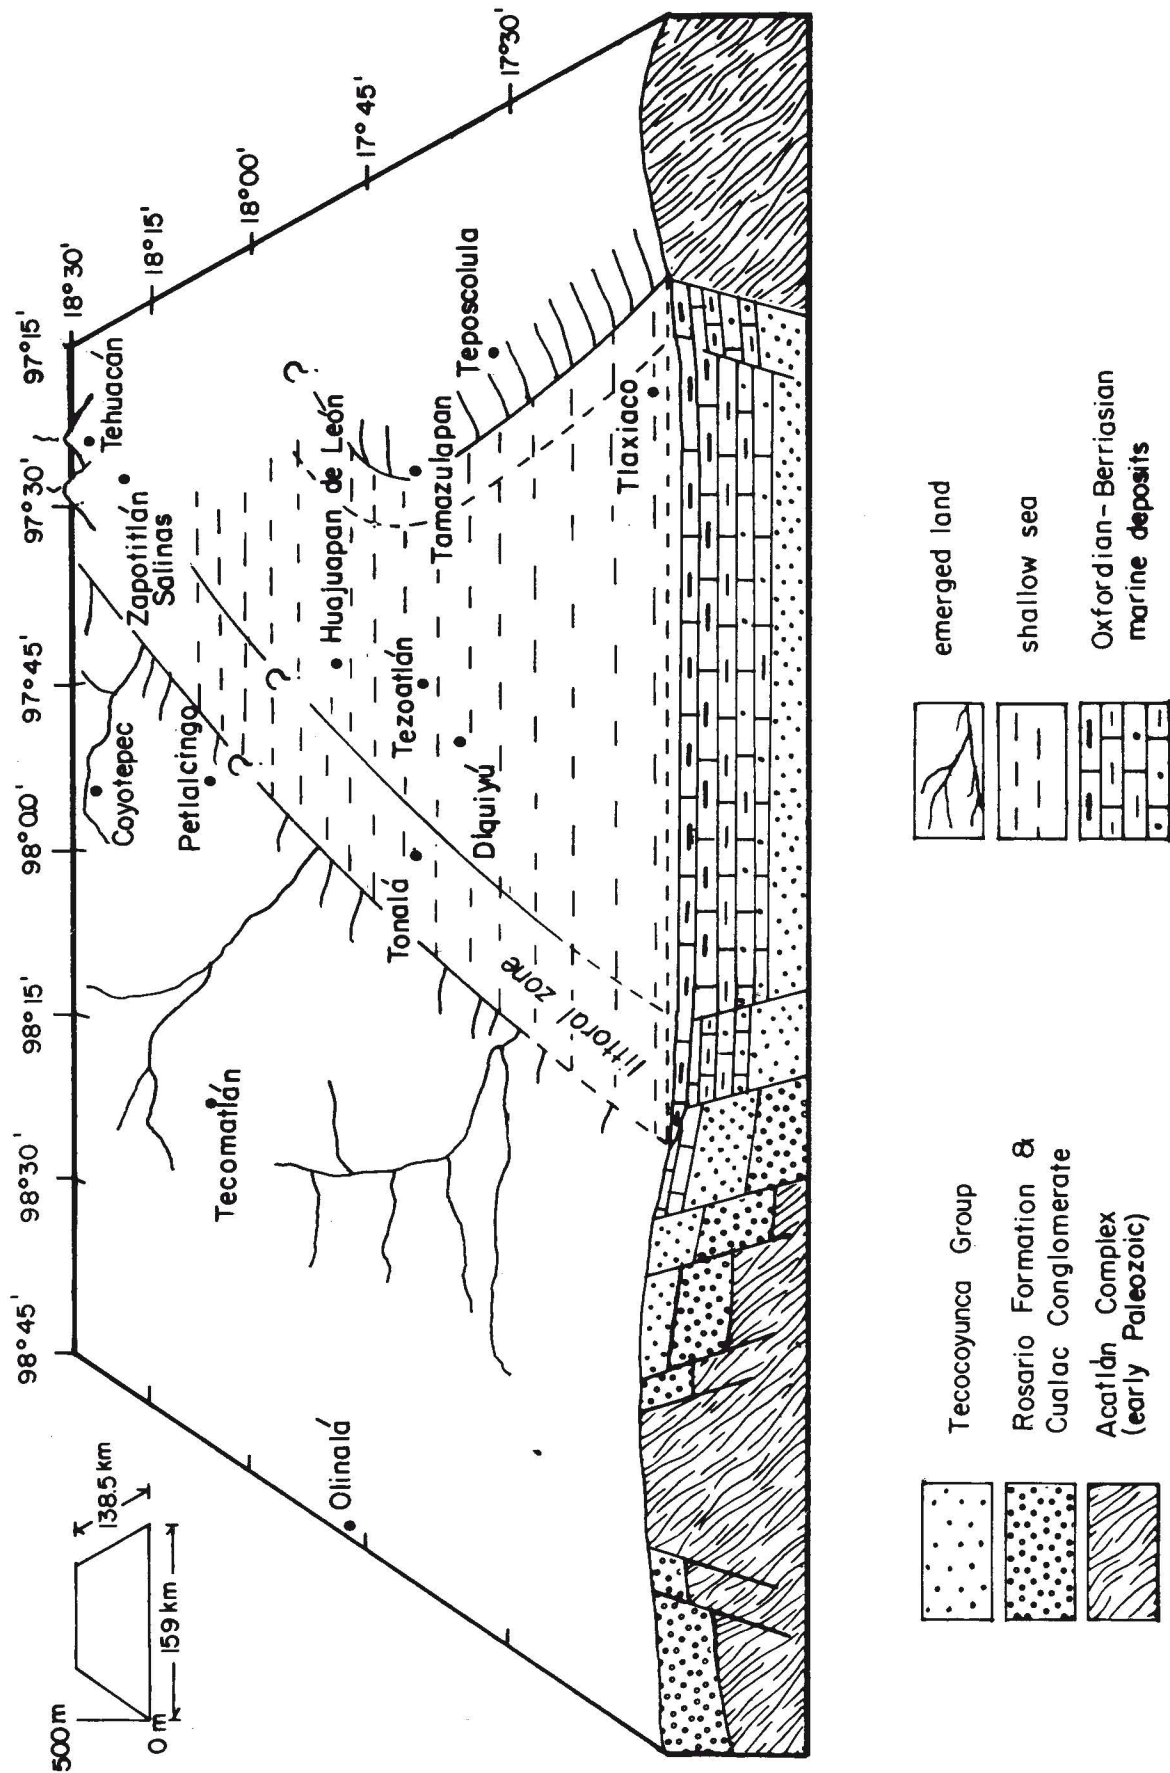 500 m
0 m
159 km
138.5 km
98°45'
98°30'
98°15'
98°00'
97°45'
97°30'
97°15'
18°30'
18°15'
18°00'
17°45'
17°30'
Tehuacán
Zapotitlán
Salinas
Coyotepec
Petlalcingo
?
?
?
Huajuapan de León
Tamazulapan
Teposcolula
Tezoatlán
Diquiyú
Tonalá
Tecomatlán
Olinalá
Tlaxiaco
littoral zone
Tecocoyunca Group
Rosario Formation &
Cualac Conglomerate
Acatlán Complex
(early Paleozoic)
emerged land
shallow sea
Oxfordian-Berriasian
marine deposits